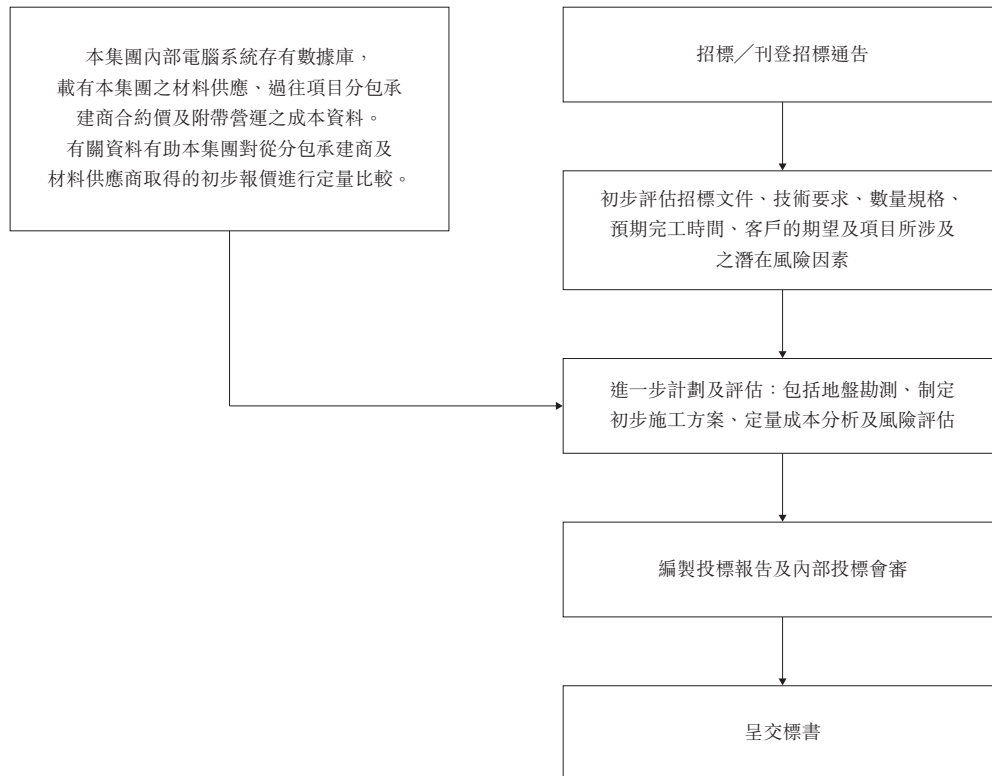 本集團內部電腦系統存有數據庫，
載有本集團之材料供應、過往項目分包承
建商合約價及附帶營運之成本資料。
有關資料有助本集團對從分包承建商及
材料供應商取得的初步報價進行定量比較。
招標／刊登招標通告
初步評估招標文件、技術要求、數量規格、
預期完工時間、客戶的期望及項目所涉及
之潛在風險因素
進一步計劃及評估：包括地盤勘測、制定
初步施工方案、定量成本分析及風險評估
編製投標報告及內部投標會審
呈交標書